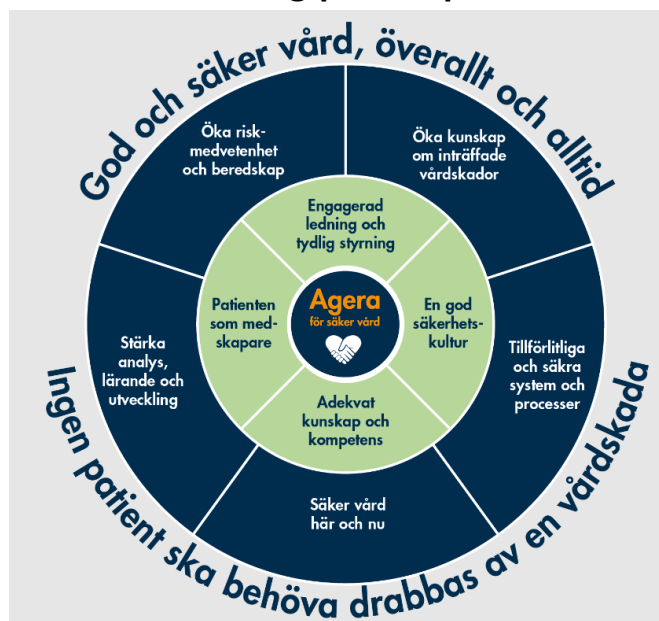 God och säker vård, överallt och alltid
Öka risk-
medvetenhet
och beredskap
Öka kunskap
om inträffade
vårdskador
Engagerad
ledning och
tydlig styrning
Patienten
som med-
skapare
Agera
för säker vård
En god
säkerhets-
kultur
Stärka
analys,
lärande och
utveckling
Tillförlitliga
och säkra
system och
processer
Adekvat
kunskap och
kompetens
Säker vård
här och nu
Ingen patient ska behöva drabbas av en vårdskada